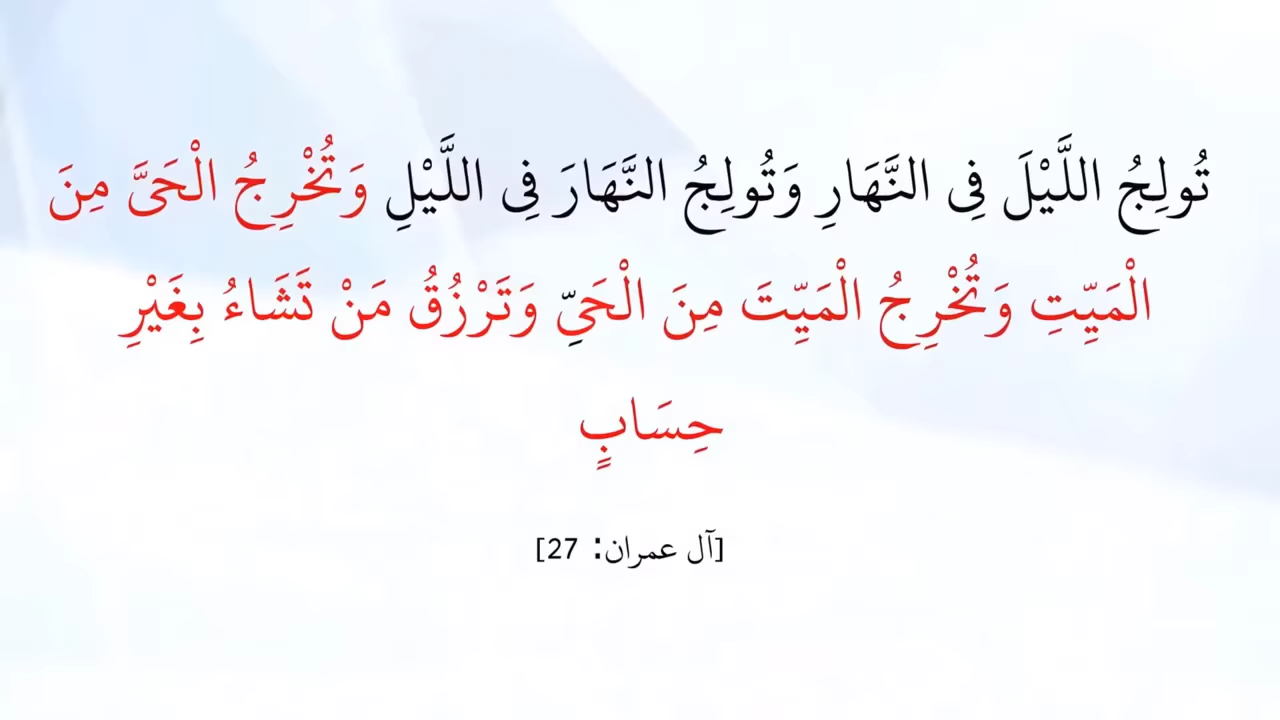 تُولِجُ اللَّيْلَ فِى النَّهَارِ وَتُولِجُ النَّهَارَ فِى اللَّيْلِ وَتُخْرِجُ الْحَىَّ مِنَ
الْمَيِّتِ وَتُخْرِجُ الْمَيِّتَ مِنَ الْحَىِّ وَتَرْزُقُ مَنْ تَشَاءُ بِغَيْرِ
حِسَابٍ
[آل عمران: 27]